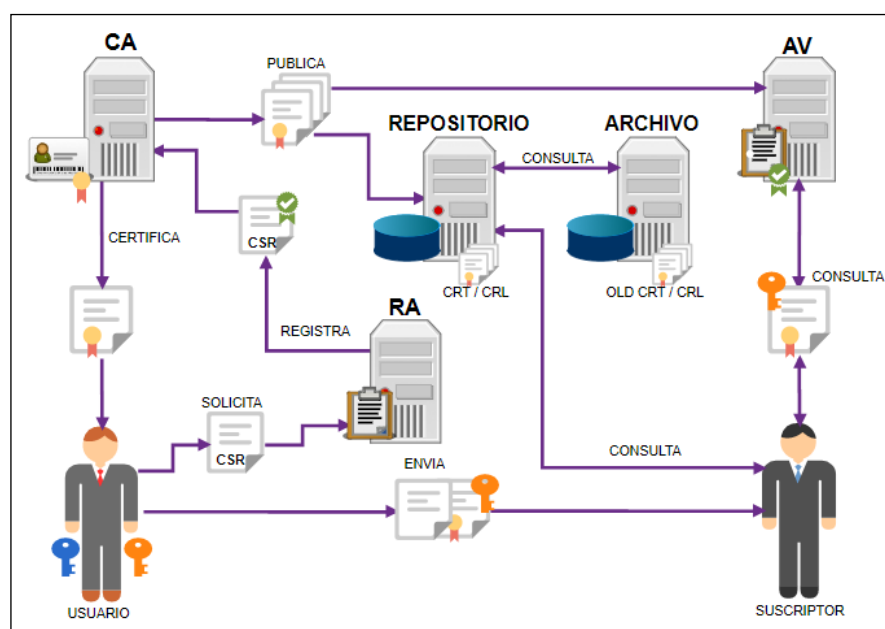 CA
AV
PUBLICA
REPOSITORIO
ARCHIVO
CONSULTA
CERTIFICA
CSR
CONSULTA
CRT / CRL
OLD CRT / CRL
RA
REGISTRA
SOLICITA
CSR
CONSULTA
ENVIA
USUARIO
SUSCRIPTOR